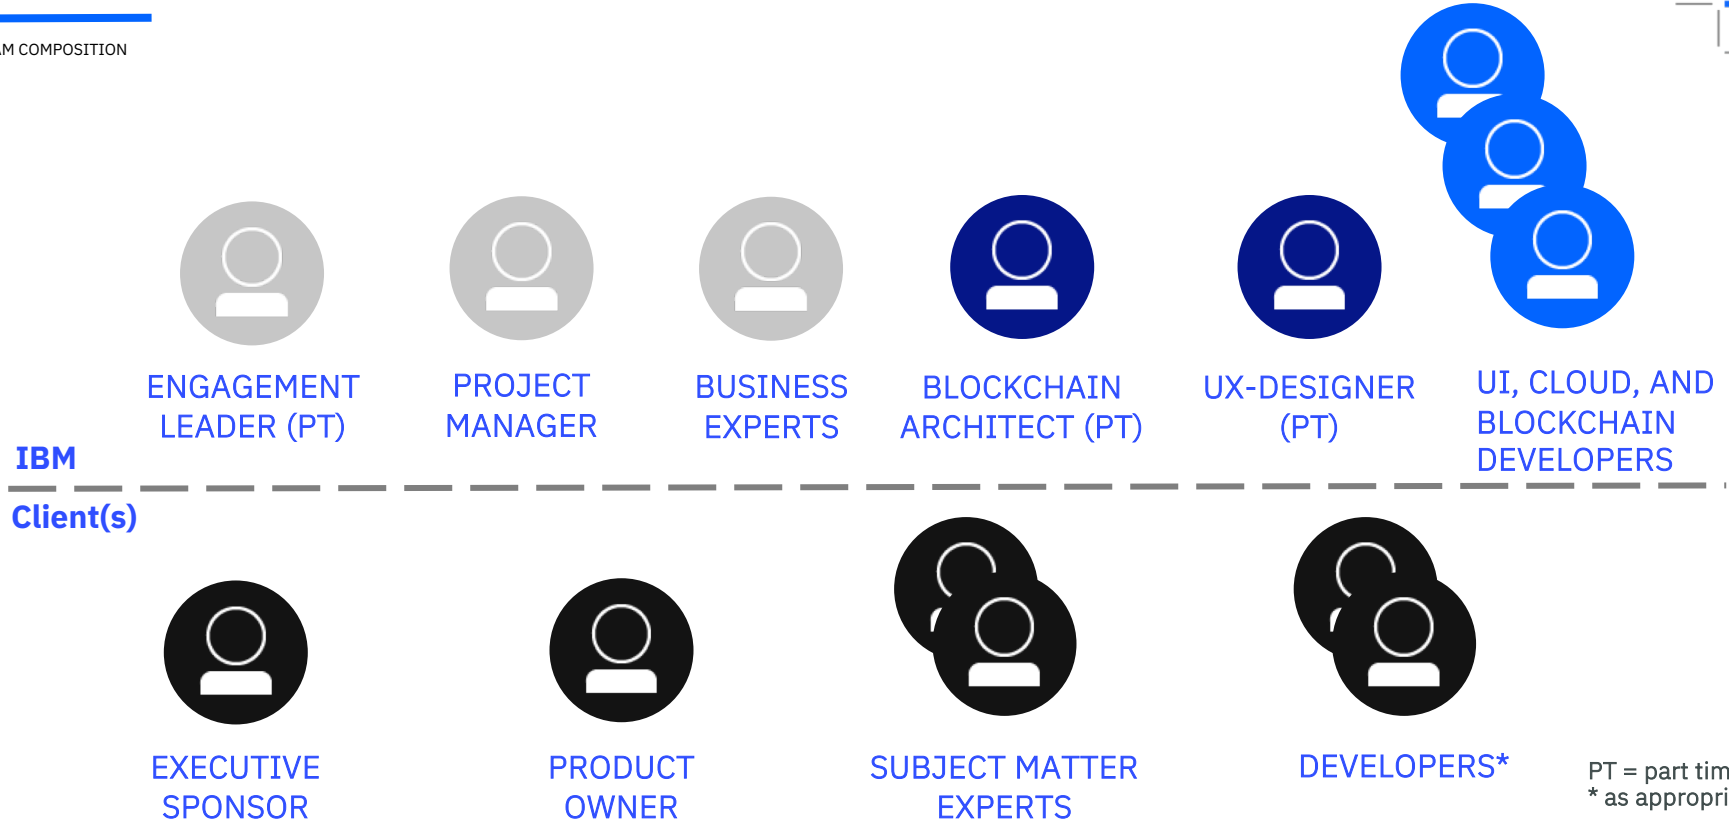 AM COMPOSITION
ENGAGEMENT
LEADER (PT)
PROJECT
MANAGER
BUSINESS
EXPERTS
BLOCKCHAIN
ARCHITECT (PT)
UX-DESIGNER
(PT)
UI, CLOUD, AND
BLOCKCHAIN
DEVELOPERS
IBM
Client(s)
EXECUTIVE
SPONSOR
PRODUCT
OWNER
SUBJECT MATTER
EXPERTS
DEVELOPERS*
PT = part tim
* as appropri